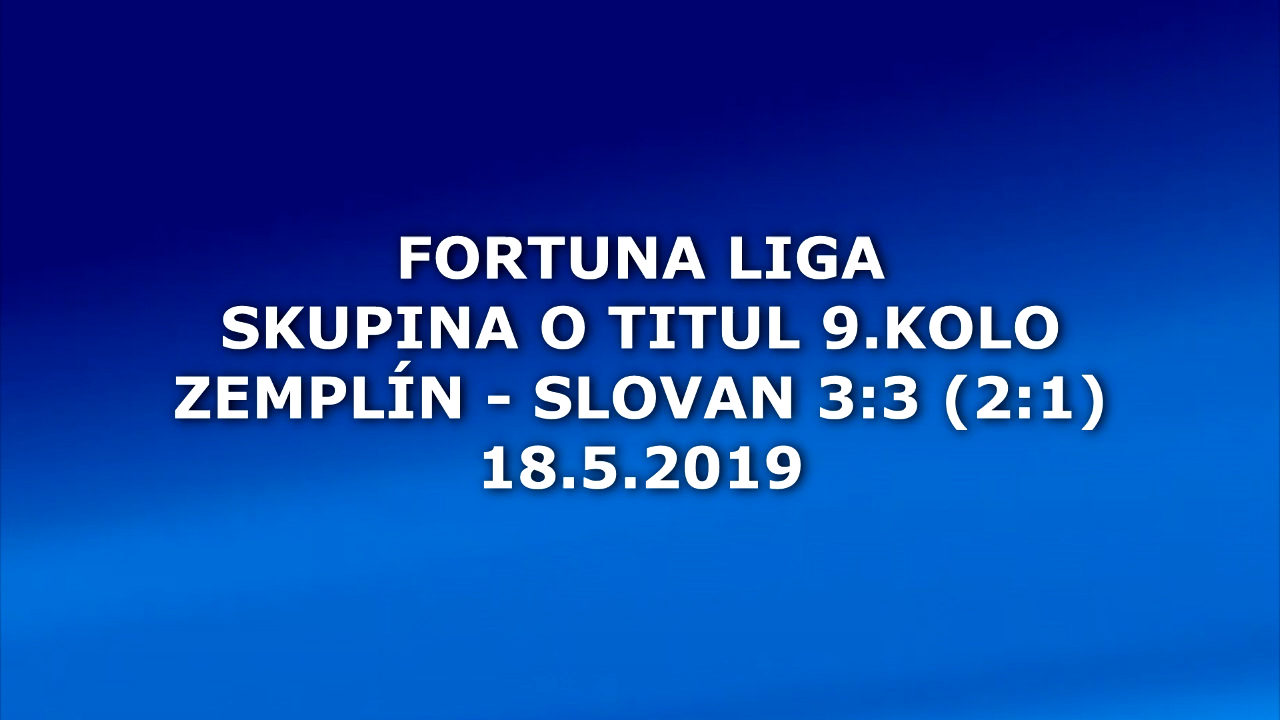 FORTUNA LIGA
SKUPINA O TITUL 9.KOLO
ZEMPLÍN - SLOVAN 3:3 (2:1)
18.5.2019